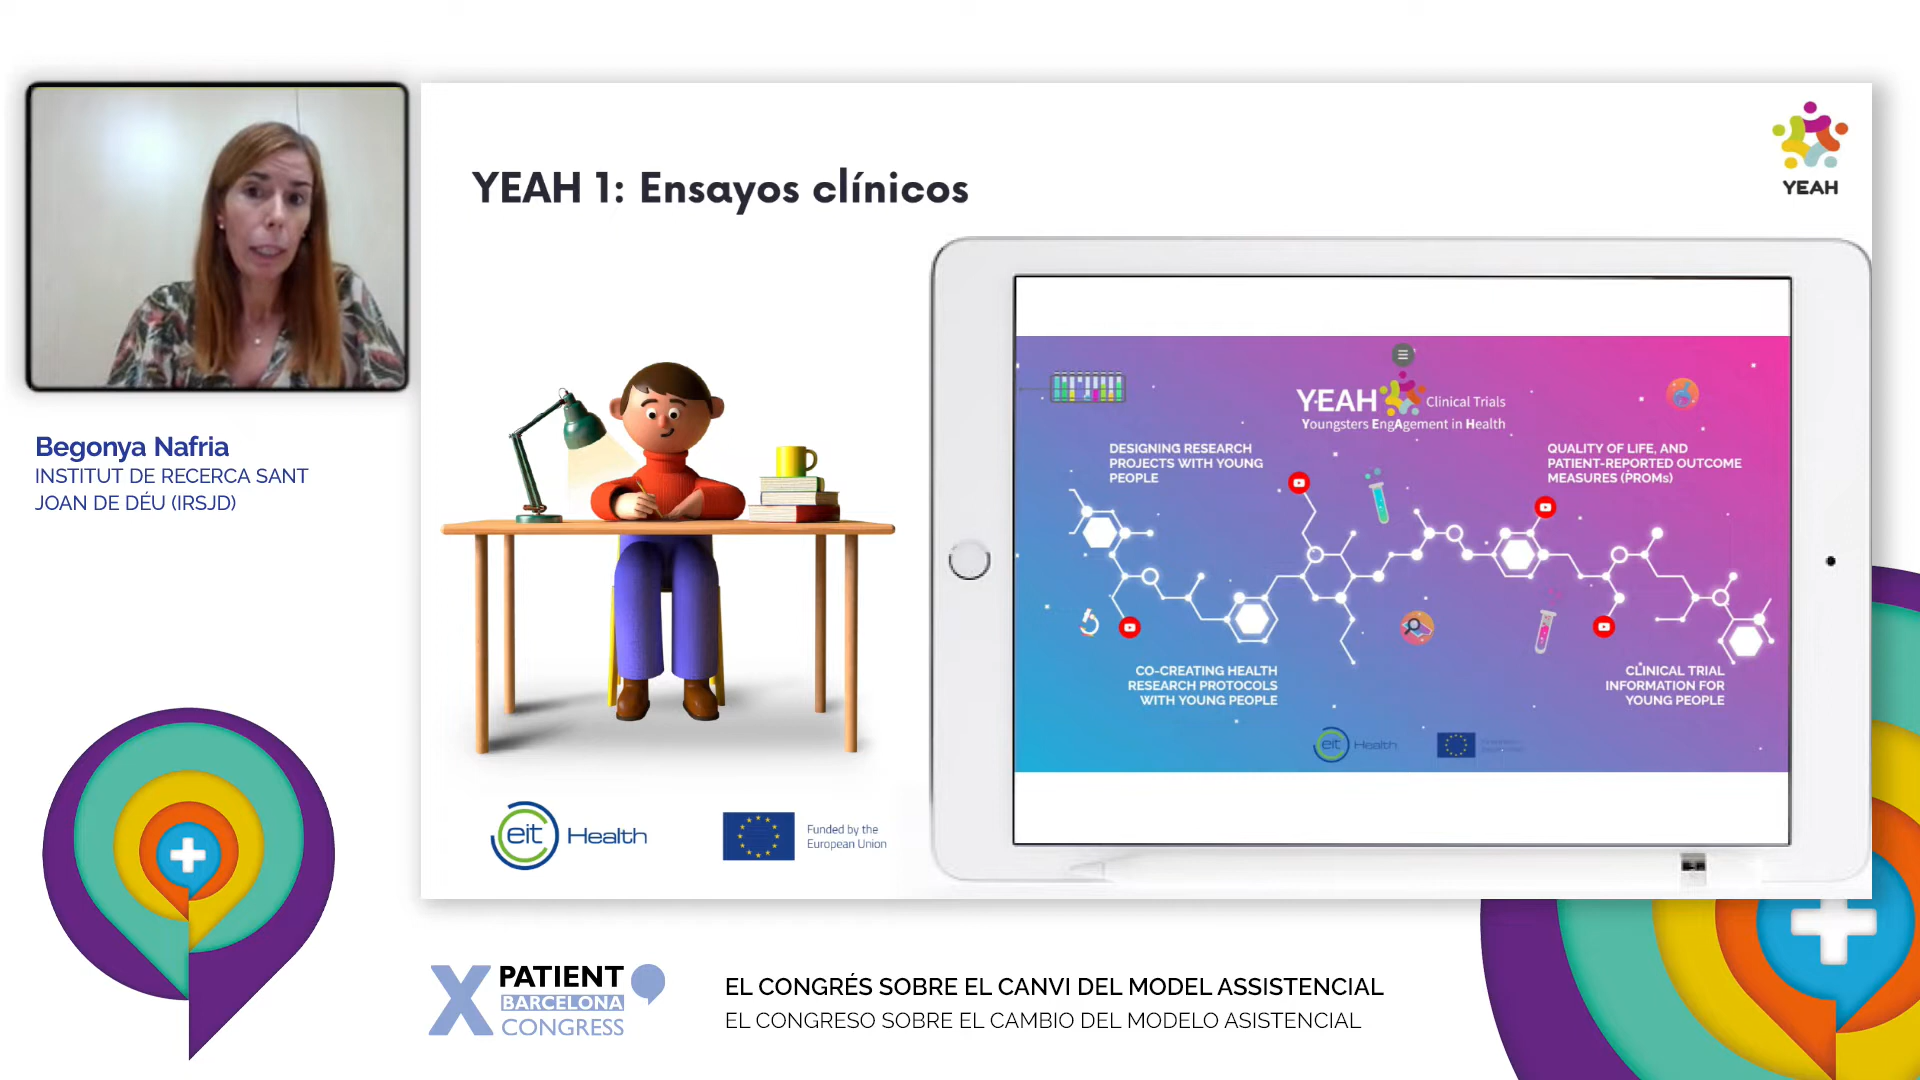 YEAH
YEAH 1: Ensayos clínicos
YEAH Clinical Trials
Youngsters EngAgement in Health
DESIGNING RESEARCH
PROJECTS WITH YOUNG
PEOPLE
QUALITY OF LIFE, AND
PATIENT-REPORTED OUTCOME
MEASURES (PROMs)
CO-CREATING HEALTH
RESEARCH PROTOCOLS
WITH YOUNG PEOPLE
CLINICAL TRIAL
INFORMATION FOR
YOUNG PEOPLE
eit Health
Begonya Nafria
INSTITUT DE RECERCA SANT
JOAN DE DÉU (IRSJD)
eit Health
Funded by the
European Union
X PATIENT
BARCELONA
CONGRESS
EL CONGRÉS SOBRE EL CANVI DEL MODEL ASSISTENCIAL
EL CONGRESO SOBRE EL CAMBIO DEL MODELO ASISTENCIAL